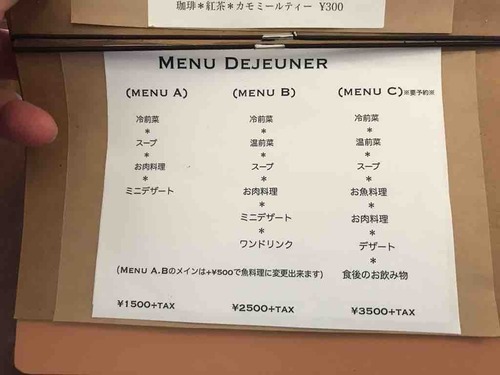 珈琲＊紅茶＊カモミールティー ¥300
MENU DEJEUNER
(MENU A) (MENU B) (MENU C)※要予約※
冷前菜 冷前菜 冷前菜
＊ ＊ ＊
スープ 温前菜 温前菜
＊ ＊ ＊
お肉料理 スープ スープ
＊ ＊ ＊
ミニデザート お肉料理 お魚料理
＊ ＊
ミニデザート お肉料理
＊ ＊
ワンドリンク デザート
＊
(MENU A.Bのメインは+¥500で魚料理に変更出来ます) 食後のお飲み物
¥1500+TAX ¥2500+TAX ¥3500+TAX